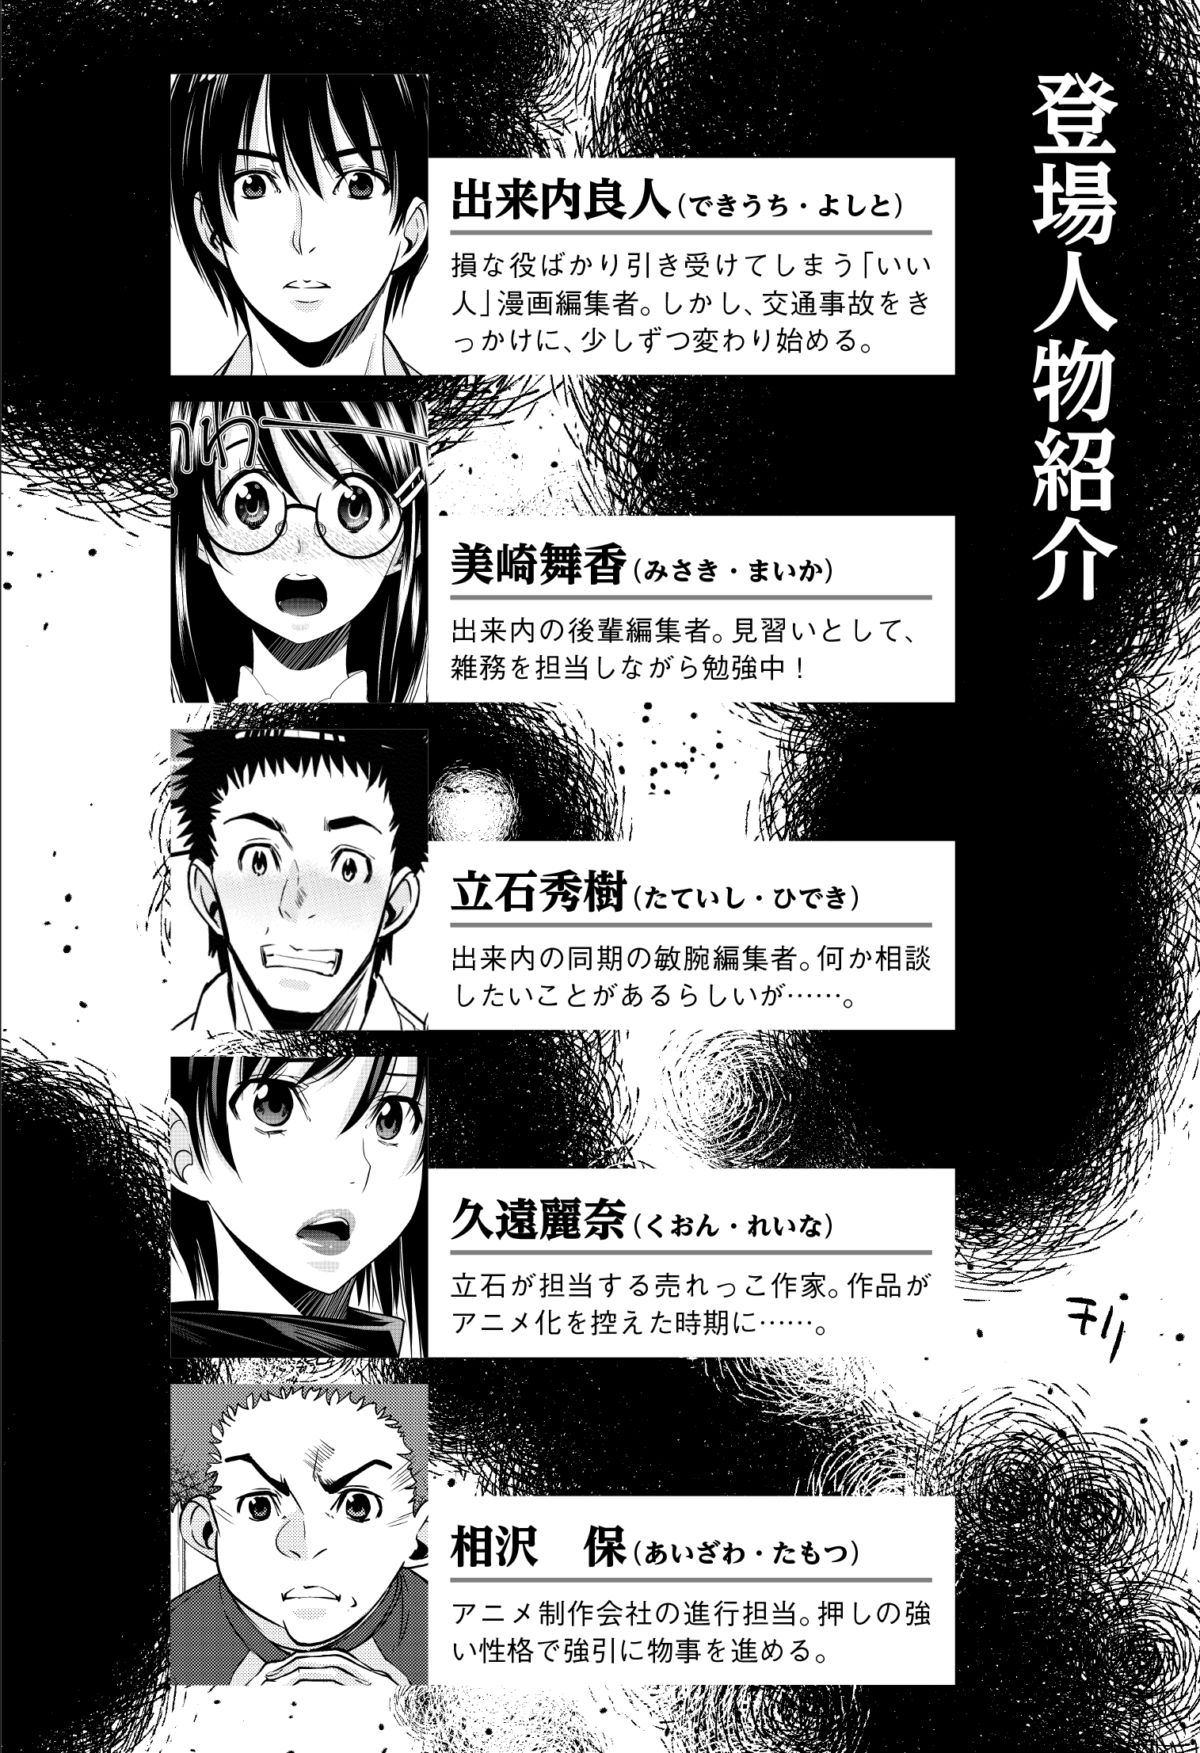 登場人物紹介
出来内良人（できうち・よしと）
損な役ばかり引き受けてしまう「いい
人」漫画編集者。しかし、交通事故をき
っかけに、少しずつ変わり始める。
美崎舞香（みさき・まいか）
出来内の後輩編集者。見習いとして、
雑務を担当しながら勉強中！
立石秀樹（たていし・ひでき）
出来内の同期の敏腕編集者。何か相談
したいことがあるらしいが……。
久遠麗奈（くおん・れいな）
立石が担当する売れっこ作家。作品が
アニメ化を控えた時期に……。
相沢　保（あいざわ・たもつ）
アニメ制作会社の進行担当。押しの強
い性格で強引に物事を進める。